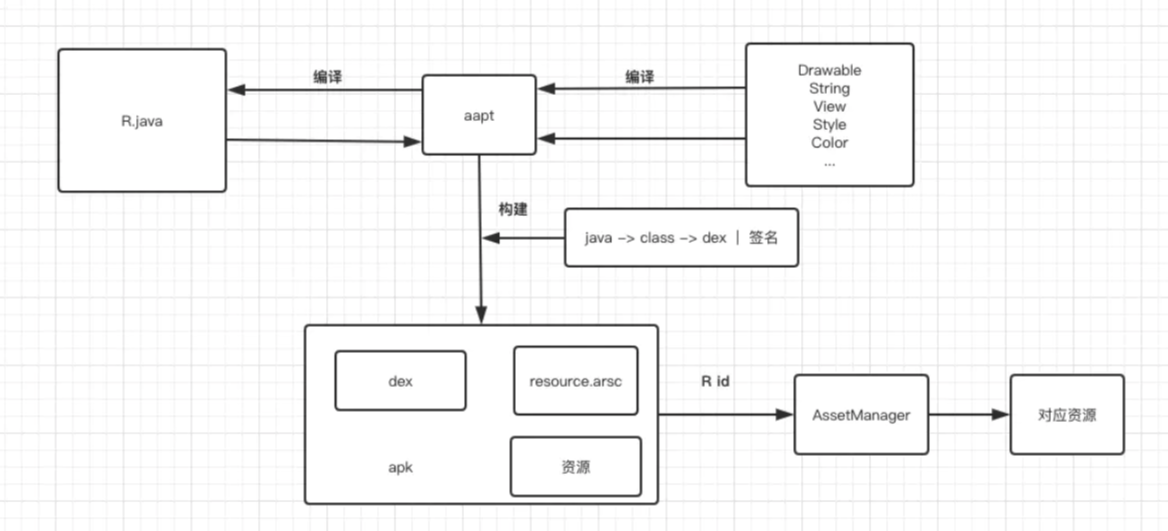 编译
编译
R.java
aapt
Drawable
String
View
Style
Color
...
构建
java -> class -> dex | 签名
dex
resource.arsc
apk
资源
R id
AssetManager
对应资源